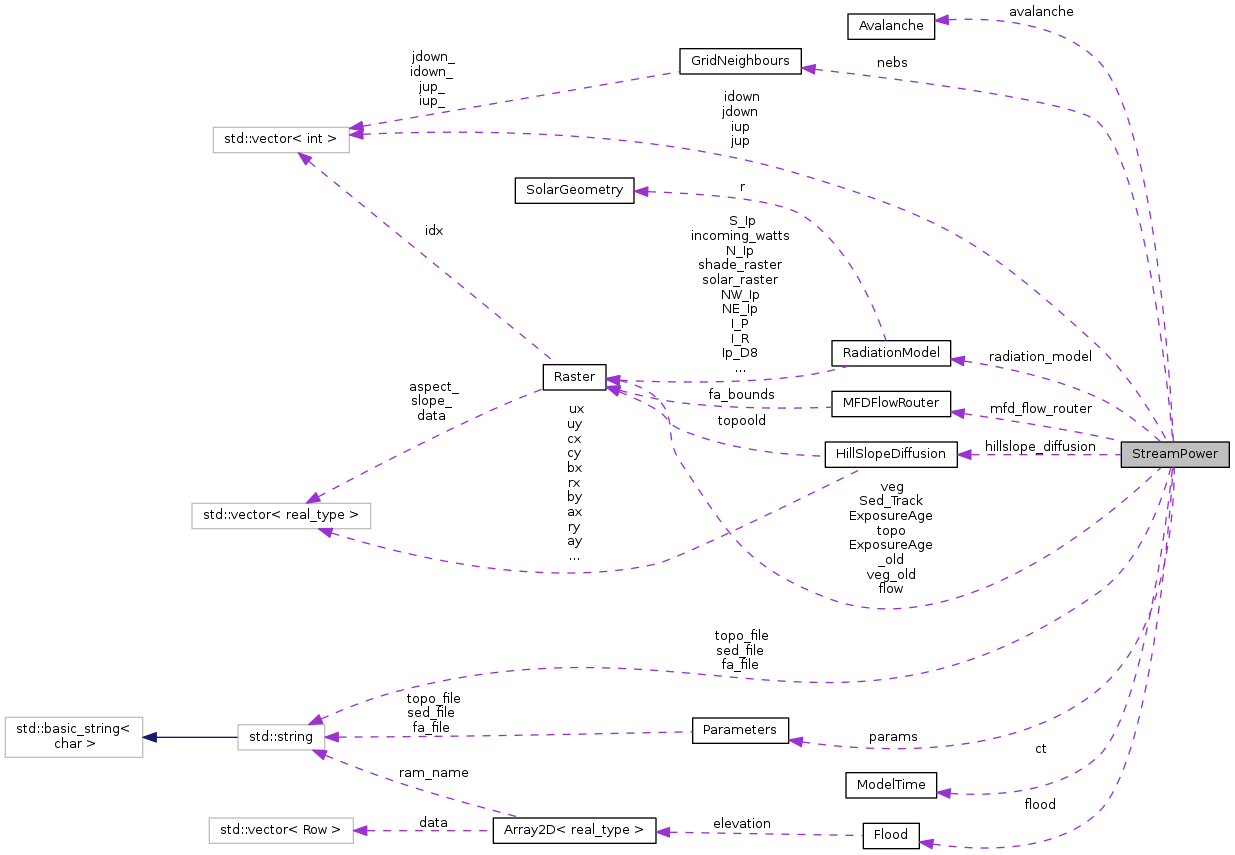 avalanche
Avalanche
GridNeighbours
nebs
jdown_
idown_
jup_
iup_
idown
jdown
iup
jup
std::vector< int >
SolarGeometry
r
idx
S_Ip
incoming_watts
N_Ip
shade_raster
solar_raster
NW_Ip
NE_Ip
I_P
I_R
Ip_D8
...
RadiationModel
radiation_model
Raster
aspect_
slope_
data
fa_bounds
MFDFlowRouter
mfd_flow_router
topoold
HillSlopeDiffusion
hillslope_diffusion
StreamPower
ux
uy
cx
cy
bx
rx
by
ax
ry
ay
...
std::vector< real_type >
veg
Sed_Track
ExposureAge
topo
ExposureAge
_old
veg_old
flow
topo_file
sed_file
fa_file
topo_file
sed_file
fa_file
std::basic_string<
char >
std::string
Parameters
params
ct
ram_name
ModelTime
flood
std::vector< Row >
data
Array2D< real_type >
elevation
Flood